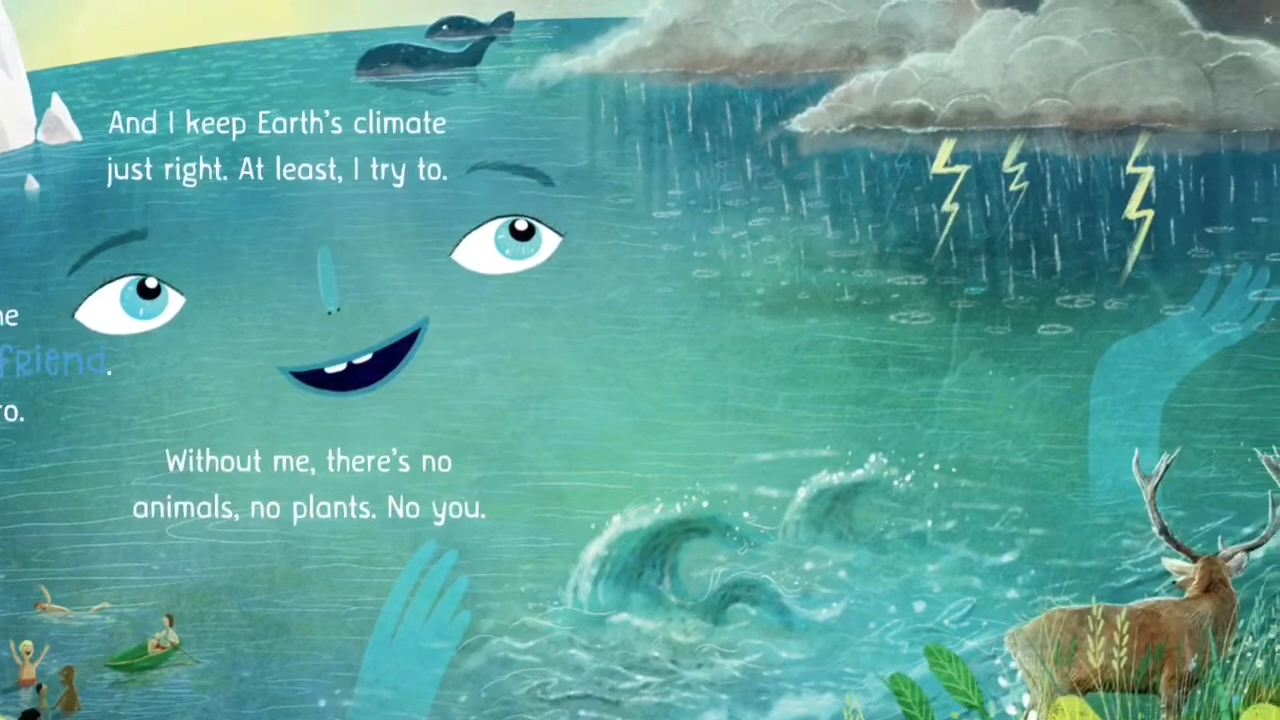 And I keep Earth's climate
just right. At least, I try to.
friend.
Without me, there's no
animals, no plants. No you.